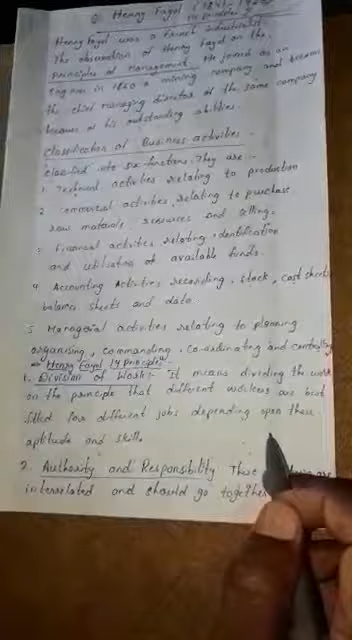 Q. Henry Fayol (1841-
14 Principles
Henry Fayol was a French industrialist.
The observation of Henry Fayol on the
Principles of Management. He joined as an
Engineer in 1860 a mining company and become
the chief managing director of the same company
because of his outstanding abilities.
Classification of Business activities -
Classified into six functions. They are :-
1. Technical activities relating to production
2. Commercial activities, relating to purchase
raw materials, resources and selling.
3. Financial activities relating, identification
and utilisation of available funds.
4. Accounting Activities recording, stock, cost sheets
balance sheets and data.
5. Managerial activities relating to planning
organising, commanding, co-ordinating and controlling
Henry Fayol 14 Principles
1. Division of Work :- It means dividing the work
on the principle that different workers are best
fitted for different jobs depending upon their
aptitude and skills
2. Authority and Responsibility These are
interrelated and should go together